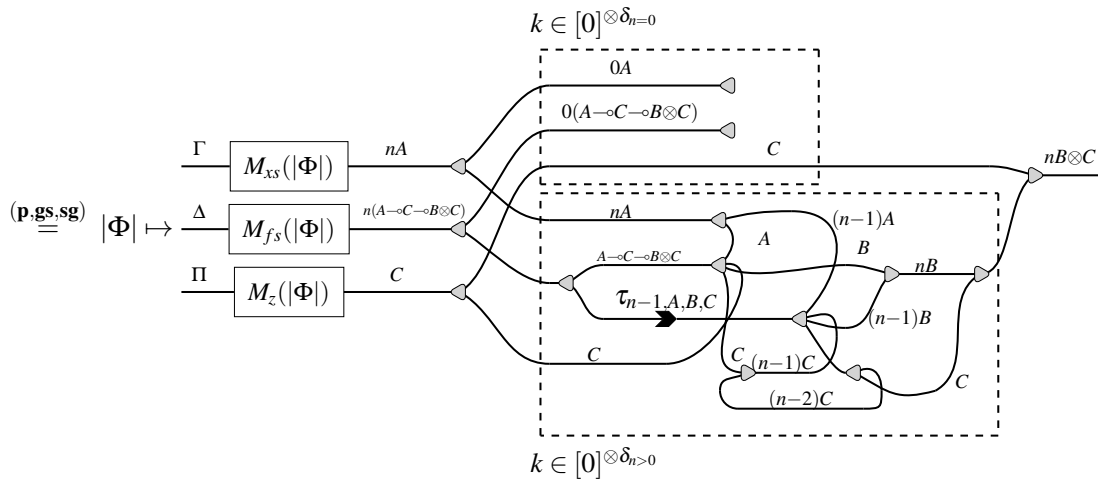 k ∈ [0]^{⊗δ_{n=0}}
0A
0(A⊸C⊸B⊗C)
Γ M_{xs}(|Φ|) nA C nB⊗C
(p,gs,sg) ≡ |Φ| ↦ Δ M_{fs}(|Φ|) n(A⊸C⊸B⊗C) nA (n−1)A
A B
A⊸C⊸B⊗C nB
Π M_z(|Φ|) C τ_{n−1,A,B,C} (n−1)B
C C (n−1)C C
(n−2)C
k ∈ [0]^{⊗δ_{n>0}}